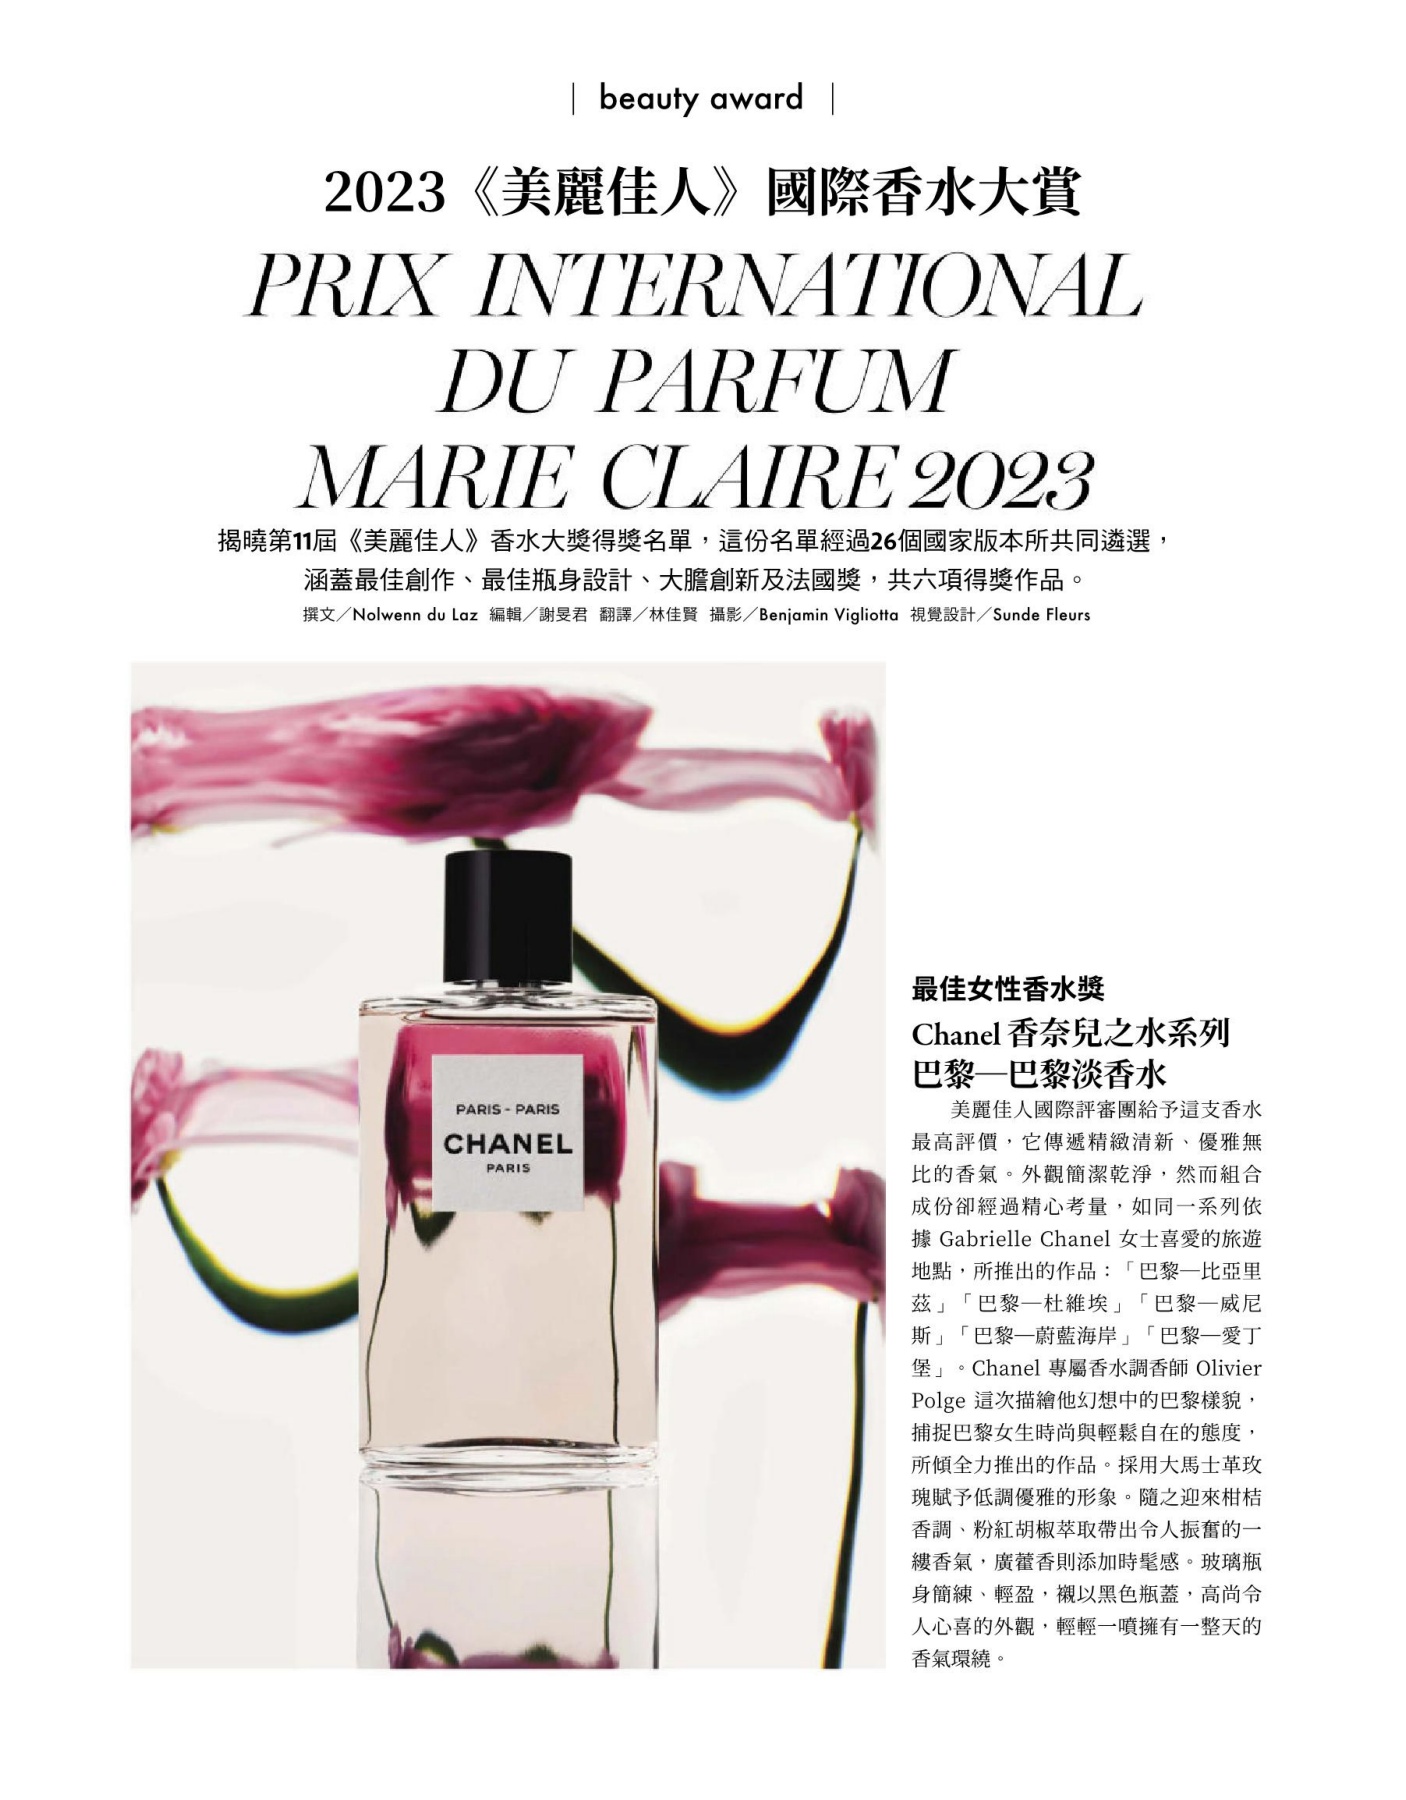 beauty award
2023《美麗佳人》國際香水大賞
PRIX INTERNATIONAL
DU PARFUM
MARIE CLAIRE 2023
揭曉第11屆《美麗佳人》香水大獎得獎名單，這份名單經過26個國家版本所共同遴選，
涵蓋最佳創作、最佳瓶身設計、大膽創新及法國獎，共六項得獎作品。
撰文／Nolwenn du Laz 編輯／謝旻君 翻譯／林佳賢 攝影／Benjamin Vigliotta 視覺設計／Sunde Fleurs
PARIS - PARIS
CHANEL
PARIS
最佳女性香水獎
Chanel 香奈兒之水系列
巴黎—巴黎淡香水
美麗佳人國際評審團給予這支香水
最高評價，它傳遞精緻清新、優雅無
比的香氣。外觀簡潔乾淨，然而組合
成份卻經過精心考量，如同一系列依
據 Gabrielle Chanel 女士喜愛的旅遊
地點，所推出的作品：「巴黎—比亞里
茲」「巴黎—杜維埃」「巴黎—威尼
斯」「巴黎—蔚藍海岸」「巴黎—愛丁
堡」。Chanel 專屬香水調香師 Olivier
Polge 這次描繪他幻想中的巴黎樣貌，
捕捉巴黎女生時尚與輕鬆自在的態度，
所傾全力推出的作品。採用大馬士革玫
瑰賦予低調優雅的形象。隨之迎來柑桔
香調、粉紅胡椒萃取帶出令人振奮的一
縷香氣，廣藿香則添加時髦感。玻璃瓶
身簡練、輕盈，襯以黑色瓶蓋，高尚令
人心喜的外觀，輕輕一噴擁有一整天的
香氣環繞。